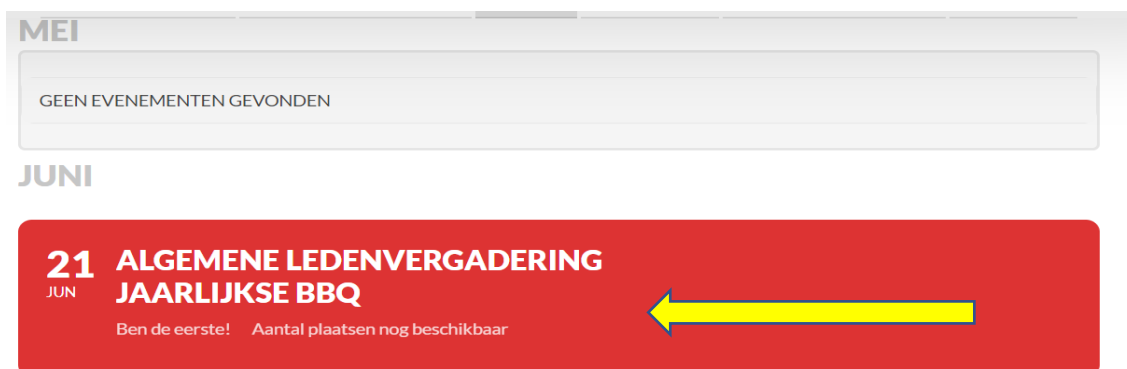 MEI
GEEN EVENEMENTEN GEVONDEN
JUNI
21
JUN
ALGEMENE LEDENVERGADERING
JAARLIJKSE BBQ
Ben de eerste! Aantal plaatsen nog beschikbaar